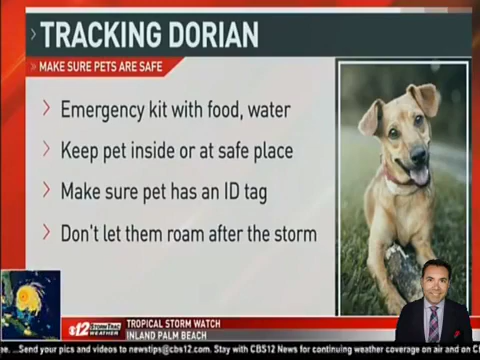 TRACKING DORIAN
MAKE SURE PETS ARE SAFE
Emergency kit with food, water
Keep pet inside or at safe place
Make sure pet has an ID tag
Don't let them roam after the storm
12 STORMTRAC WEATHER
TROPICAL STORM WATCH
INLAND PALM BEACH
...Send your pics and videos to newstips@cbs12.com. Stay with CBS12 News for continuing weather coverage on air and on